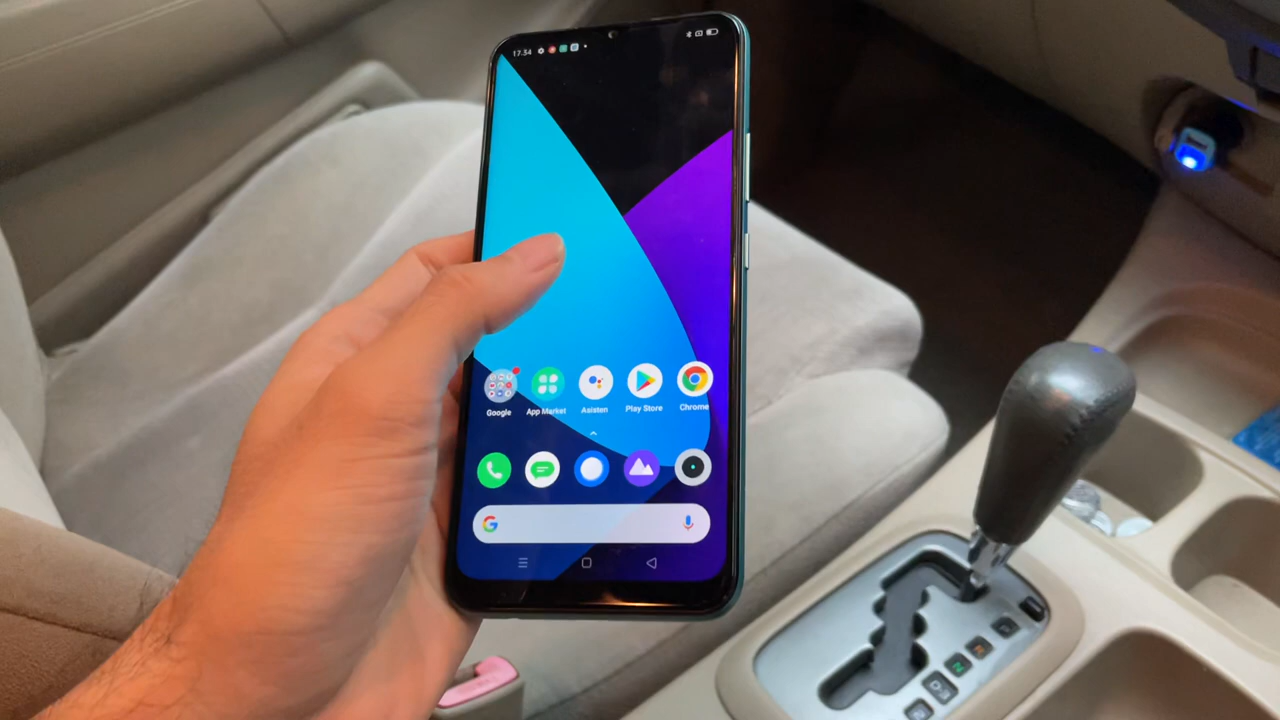 17.34
Google
App Market
Asisten
Play Store
Chrome
G
P
R
N
D